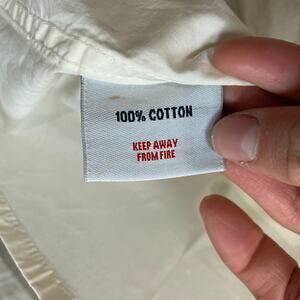 100% COTTON
KEEP AWAY
FROM FIRE